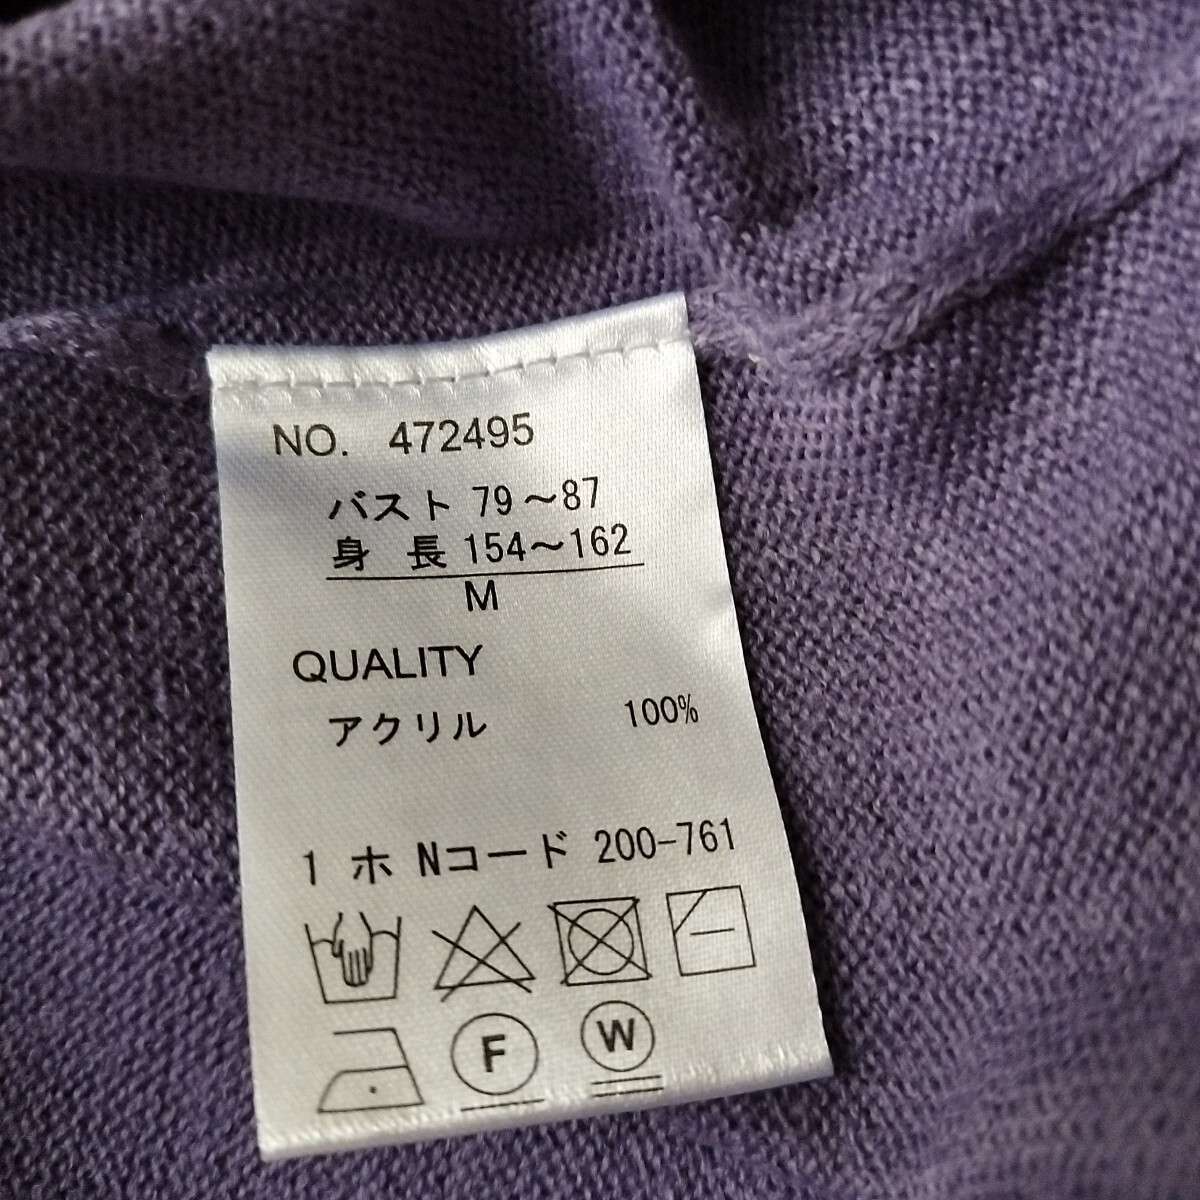 NO. 472495
バスト 79～87
身 長 154～162
M
QUALITY
アクリル 100%
1 ホ Nコード 200-761
F W